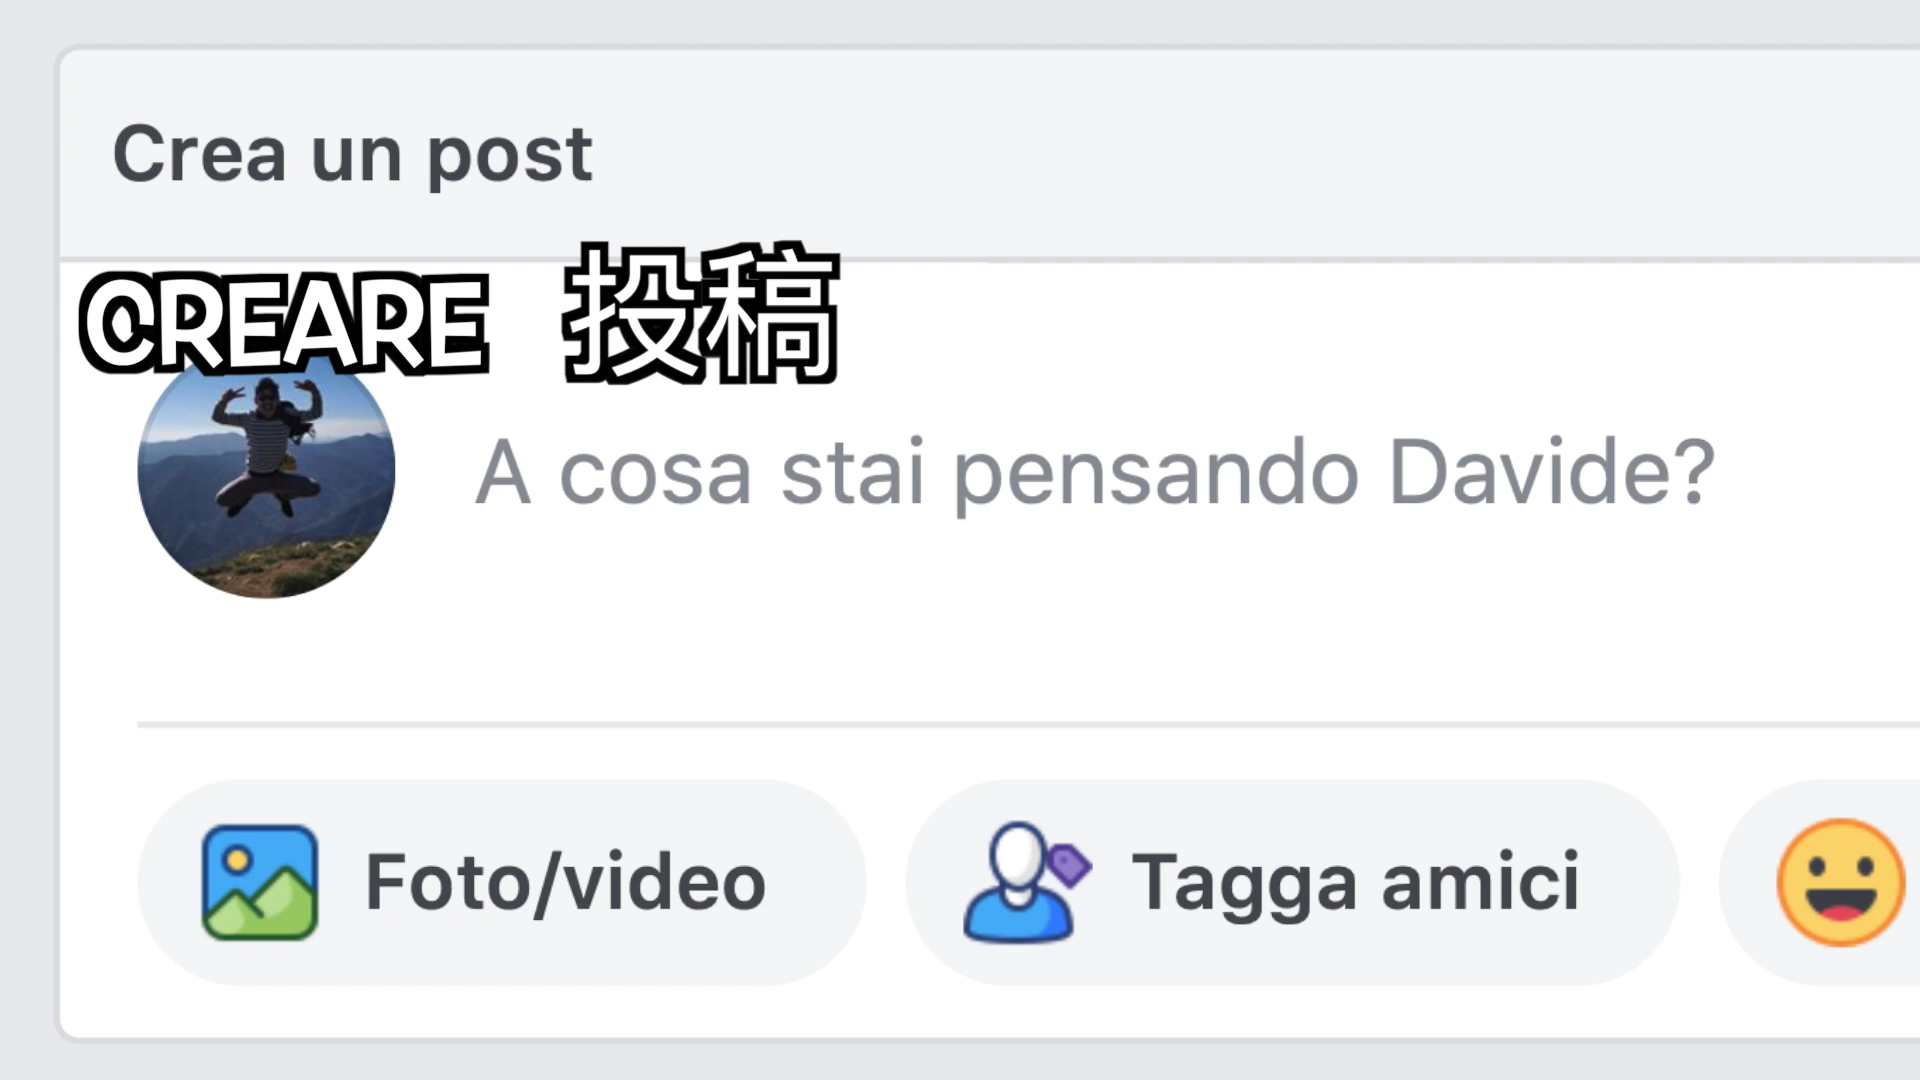 Crea un post
CREARE 投稿
A cosa stai pensando Davide?
Foto/video
Tagga amici